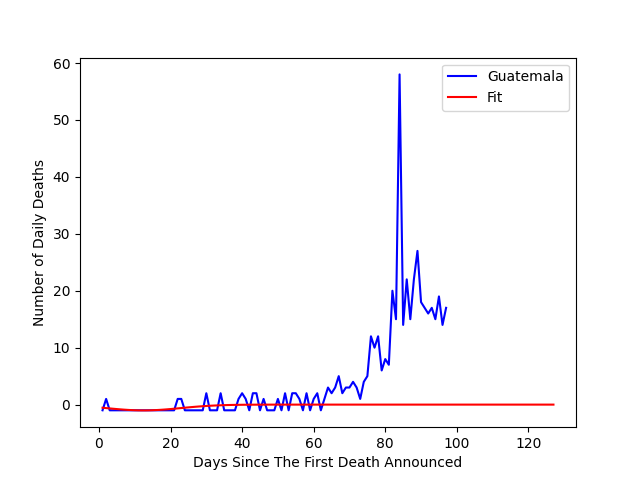 60
50
40
30
20
10
0
0 20 40 60 80 100 120
Number of Daily Deaths
Days Since The First Death Announced
Guatemala
Fit